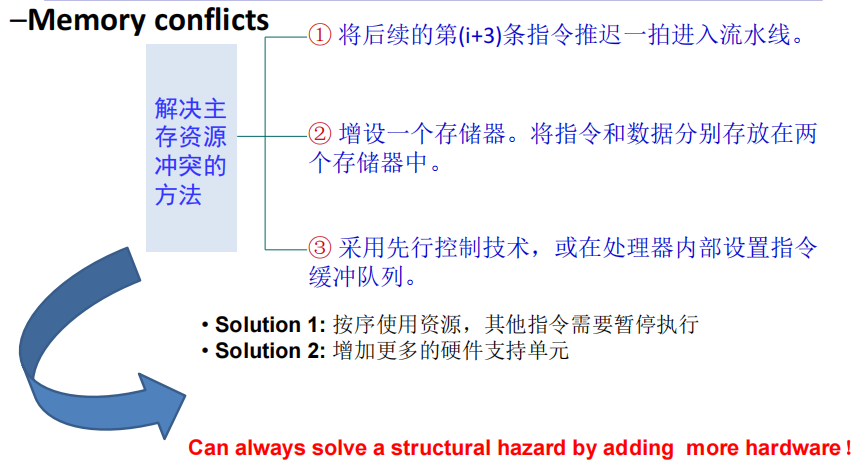 –Memory conflicts
解决主
存资源
冲突的
方法
① 将后续的第(i+3)条指令推迟一拍进入流水线。
② 增设一个存储器。将指令和数据分别存放在两
个存储器中。
③ 采用先行控制技术，或在处理器内部设置指令
缓冲队列。
• Solution 1: 按序使用资源，其他指令需要暂停执行
• Solution 2: 增加更多的硬件支持单元
Can always solve a structural hazard by adding more hardware！